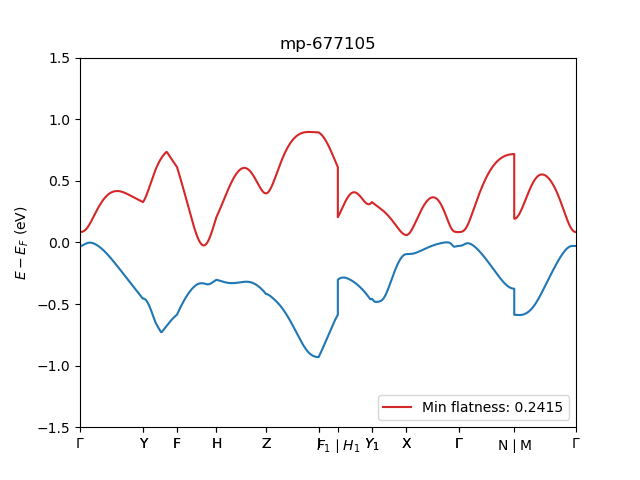 mp-677105
E − E_F (eV)
1.5
1.0
0.5
0.0
−0.5
−1.0
−1.5
Min flatness: 0.2415
Γ Y F H Z I F₁ | H₁ Y₁ X Γ N | M Γ